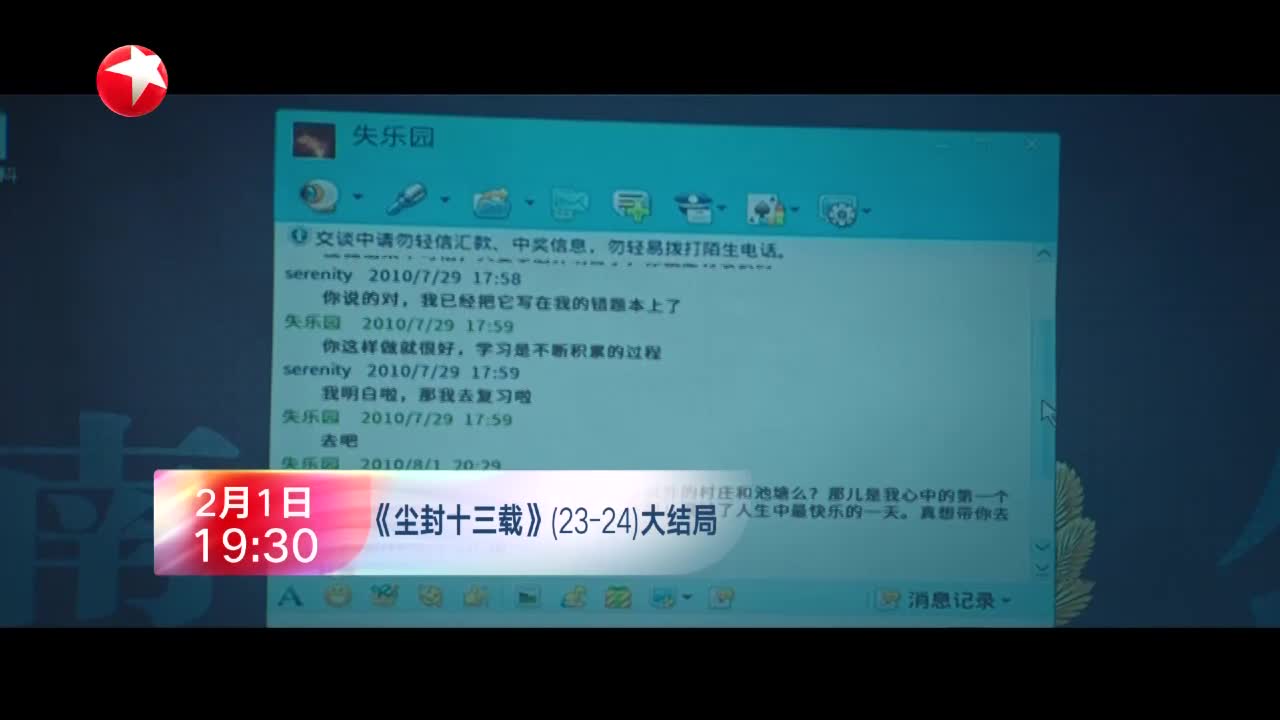 失乐园
交谈中请勿轻信汇款、中奖信息，勿轻易拨打陌生电话。
serenity 2010/7/29 17:58
你说的对，我已经把它写在我的错题本上了
失乐园 2010/7/29 17:59
你这样做就很好，学习是不断积累的过程
serenity 2010/7/29 17:59
我明白啦，那我去复习啦
失乐园 2010/7/29 17:59
去吧
失乐园 2010/8/1 20:29
的村庄和池塘么？那儿是我心中的第一个
了人生中最快乐的一天。真想带你去
2月1日
19:30
《尘封十三载》(23-24)大结局
消息记录
南